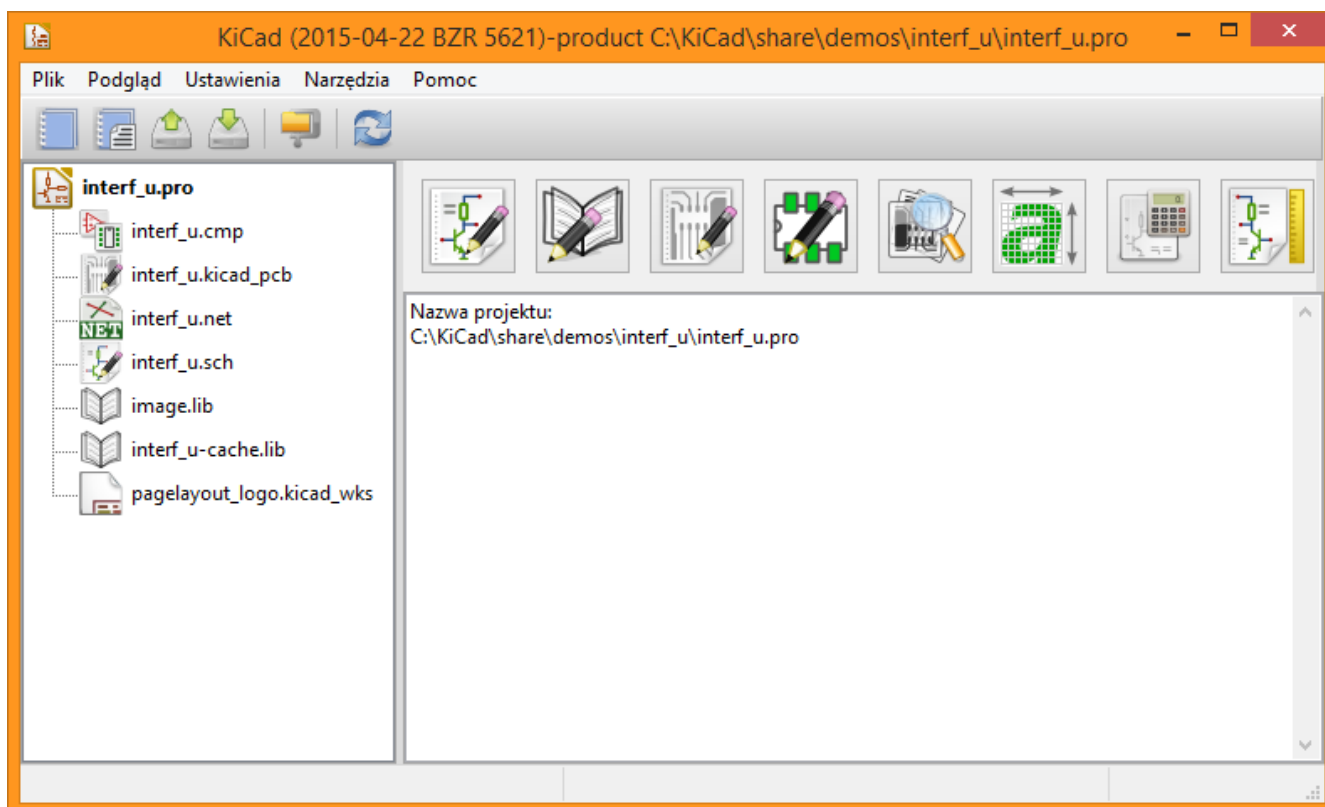 KiCad (2015-04-22 BZR 5621)-product C:\KiCad\share\demos\interf_u\interf_u.pro
Plik Podgląd Ustawienia Narzędzia Pomoc
interf_u.pro
interf_u.cmp
interf_u.kicad_pcb
NET interf_u.net
interf_u.sch
image.lib
interf_u-cache.lib
pagelayout_logo.kicad_wks
a
Nazwa projektu:
C:\KiCad\share\demos\interf_u\interf_u.pro